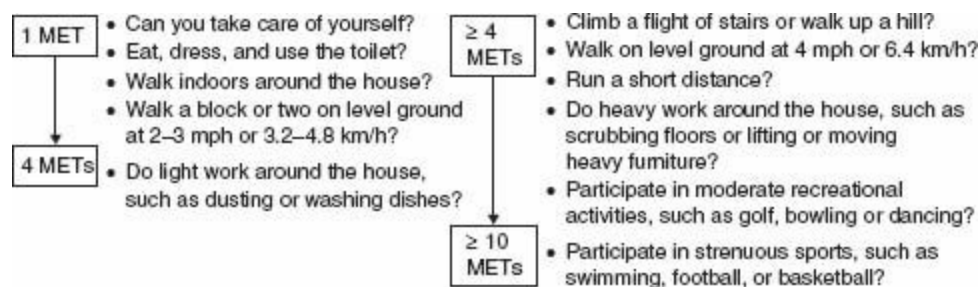 1 MET
• Can you take care of yourself?
• Eat, dress, and use the toilet?
• Walk indoors around the house?
• Walk a block or two on level ground
at 2–3 mph or 3.2–4.8 km/h?
4 METs
• Do light work around the house,
such as dusting or washing dishes?
≥ 4
METs
• Climb a flight of stairs or walk up a hill?
• Walk on level ground at 4 mph or 6.4 km/h?
• Run a short distance?
• Do heavy work around the house, such as
scrubbing floors or lifting or moving
heavy furniture?
• Participate in moderate recreational
activities, such as golf, bowling or dancing?
≥ 10
METs
• Participate in strenuous sports, such as
swimming, football, or basketball?